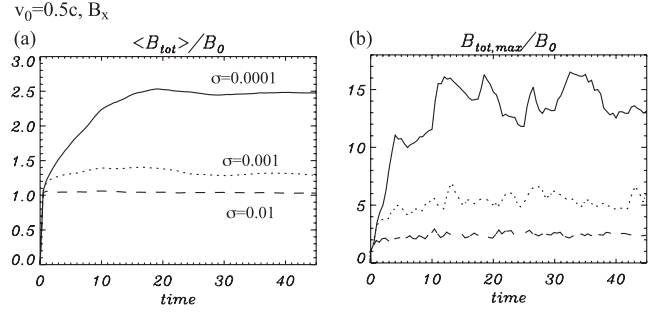 v₀=0.5c, Bₓ
(a)
<B_tot>/B₀
3.0
2.5
2.0
1.5
1.0
0.5
0.0
σ=0.0001
σ=0.001
σ=0.01
0 10 20 30 40
time
(b)
B_tot,max/B₀
15
10
5
0
0 10 20 30 40
time